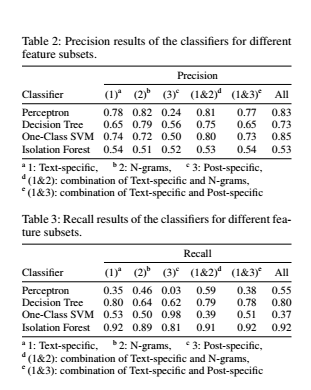 Table 2: Precision results of the classifiers for different
feature subsets.
Precision
Classifier (1)ᵃ (2)ᵇ (3)ᶜ (1&2)ᵈ (1&3)ᵉ All
Perceptron 0.78 0.82 0.24 0.81 0.77 0.83
Decision Tree 0.65 0.79 0.56 0.75 0.65 0.73
One-Class SVM 0.74 0.72 0.50 0.80 0.73 0.85
Isolation Forest 0.54 0.51 0.52 0.53 0.54 0.53
ᵃ 1: Text-specific, ᵇ 2: N-grams, ᶜ 3: Post-specific,
ᵈ (1&2): combination of Text-specific and N-grams,
ᵉ (1&3): combination of Text-specific and Post-specific
Table 3: Recall results of the classifiers for different fea-
ture subsets.
Recall
Classifier (1)ᵃ (2)ᵇ (3)ᶜ (1&2)ᵈ (1&3)ᵉ All
Perceptron 0.35 0.46 0.03 0.59 0.38 0.55
Decision Tree 0.80 0.64 0.62 0.79 0.78 0.80
One-Class SVM 0.53 0.50 0.98 0.39 0.51 0.37
Isolation Forest 0.92 0.89 0.81 0.91 0.92 0.92
ᵃ 1: Text-specific, ᵇ 2: N-grams, ᶜ 3: Post-specific,
ᵈ (1&2): combination of Text-specific and N-grams,
ᵉ (1&3): combination of Text-specific and Post-specific